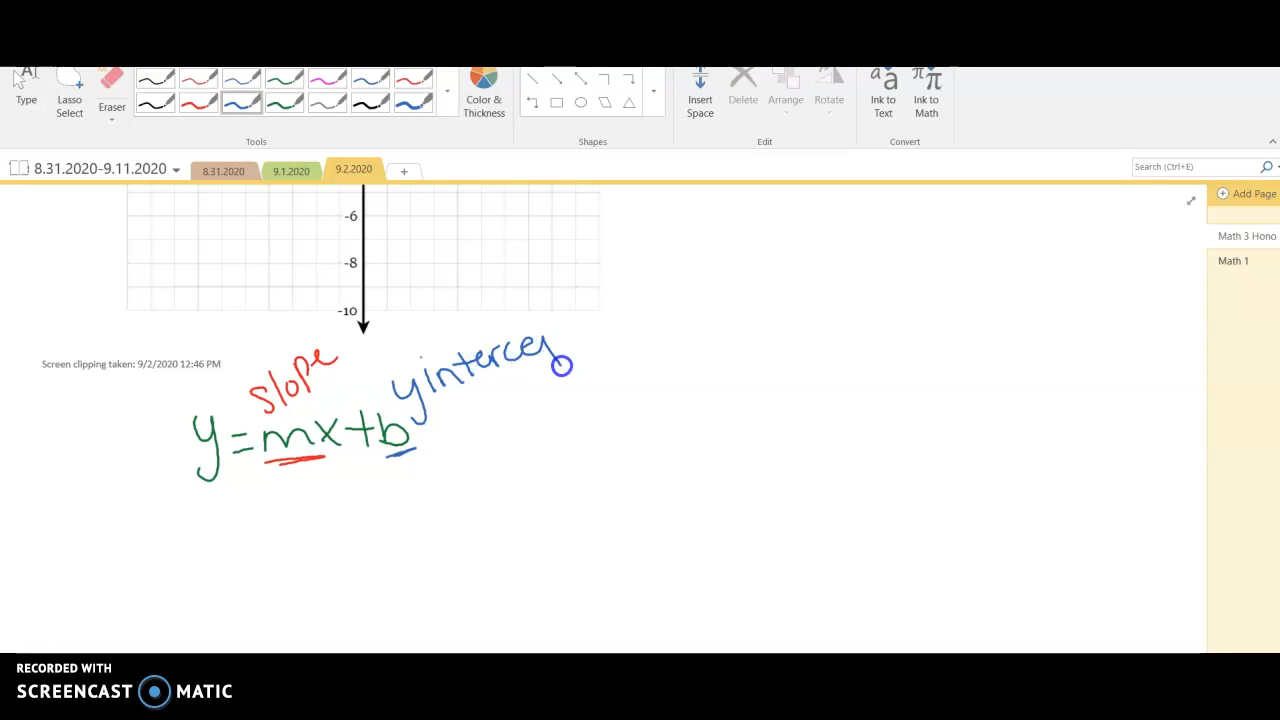 Type
Lasso Select
Eraser
Color & Thickness
Insert Space
Delete
Arrange
Rotate
Ink to Text
Ink to Math
Tools
Shapes
Edit
Convert
8.31.2020-9.11.2020
8.31.2020
9.1.2020
9.2.2020
+
Search (Ctrl+E)
Add Page
Math 3 Hono
Math 1
-6
-8
-10
Screen clipping taken: 9/2/2020 12:46 PM
slope
y interce
y=mx+b
RECORDED WITH
SCREENCAST MATIC